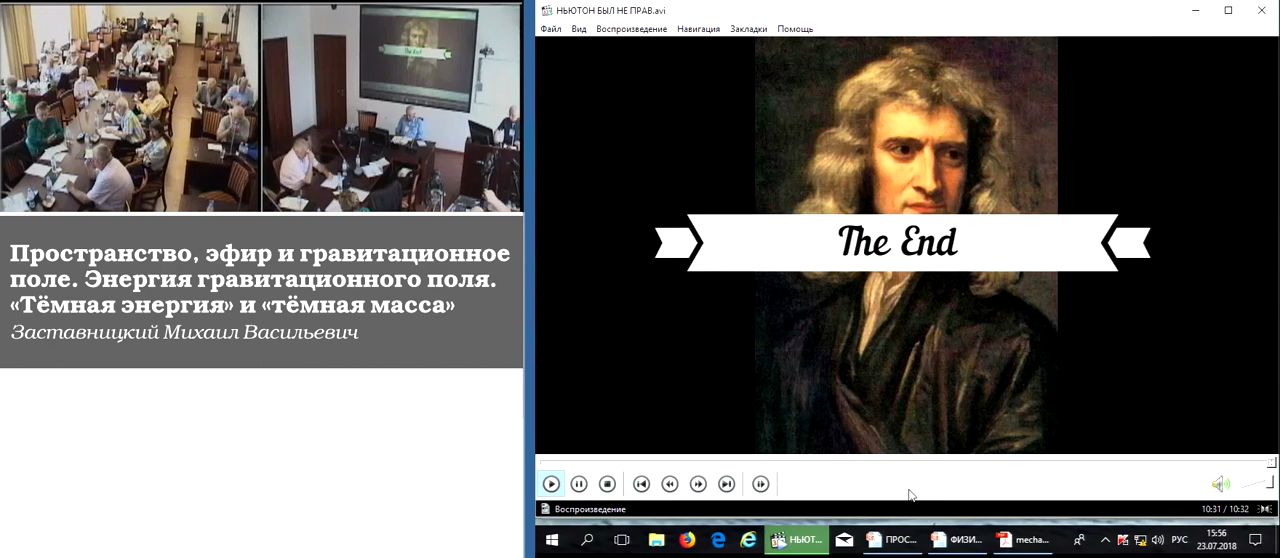 The End
Пространство, эфир и гравитационное
поле. Энергия гравитационного поля.
«Тёмная энергия» и «тёмная масса»
Заставницкий Михаил Васильевич
НЬЮТОН БЫЛ НЕ ПРАВ.avi
Файл Вид Воспроизведение Навигация Закладки Помощь
The End
Воспроизведение
10:31 / 10:32
НЬЮТ...
ПРОС...
ФИЗИ...
mecha...
РУС
15:56
23.07.2018